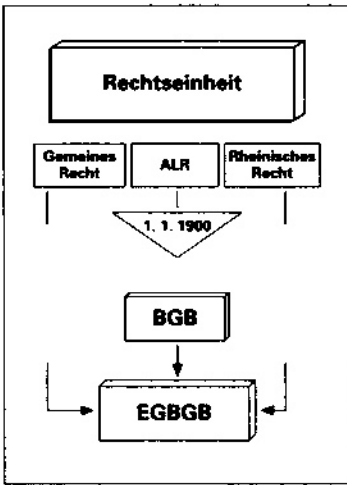 Rechtseinheit
Gemeines
Recht
ALR
Rheinisches
Recht
1. 1. 1900
BGB
EGBGB